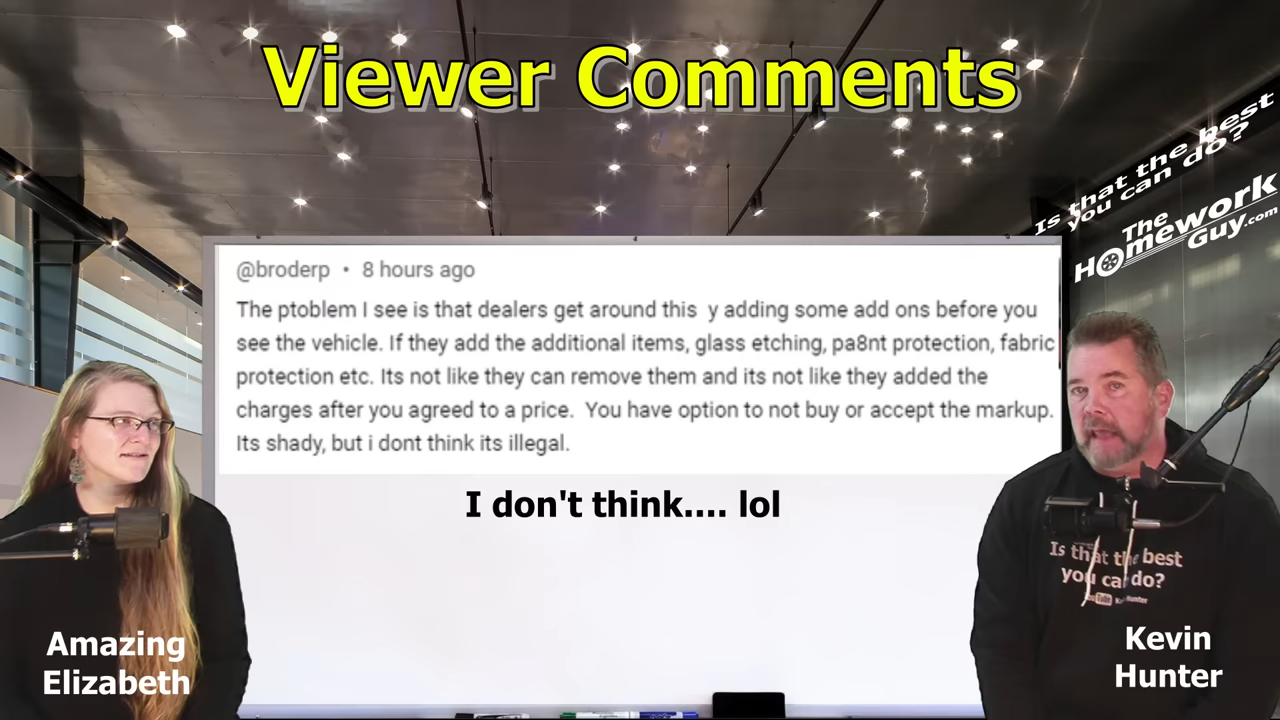 Viewer Comments
Is that the best
you can do?
The
Homework
Guy.com
@broderp • 8 hours ago
The ptoblem I see is that dealers get around this  y adding some add ons before you
see the vehicle. If they add the additional items, glass etching, pa8nt protection, fabric
protection etc. Its not like they can remove them and its not like they added the
charges after you agreed to a price.  You have option to not buy or accept the markup.
Its shady, but i dont think its illegal.
I don't think.... lol
Is that the best
you can do?
Amazing
Elizabeth
Kevin
Hunter